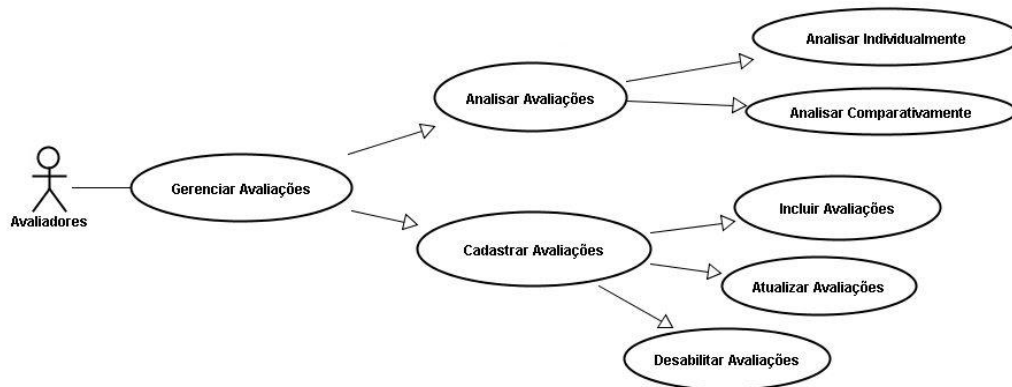 Analisar Individualmente
Analisar Avaliações
Analisar Comparativamente
Gerenciar Avaliações
Avaliadores
Incluir Avaliações
Cadastrar Avaliações
Atualizar Avaliações
Desabilitar Avaliações